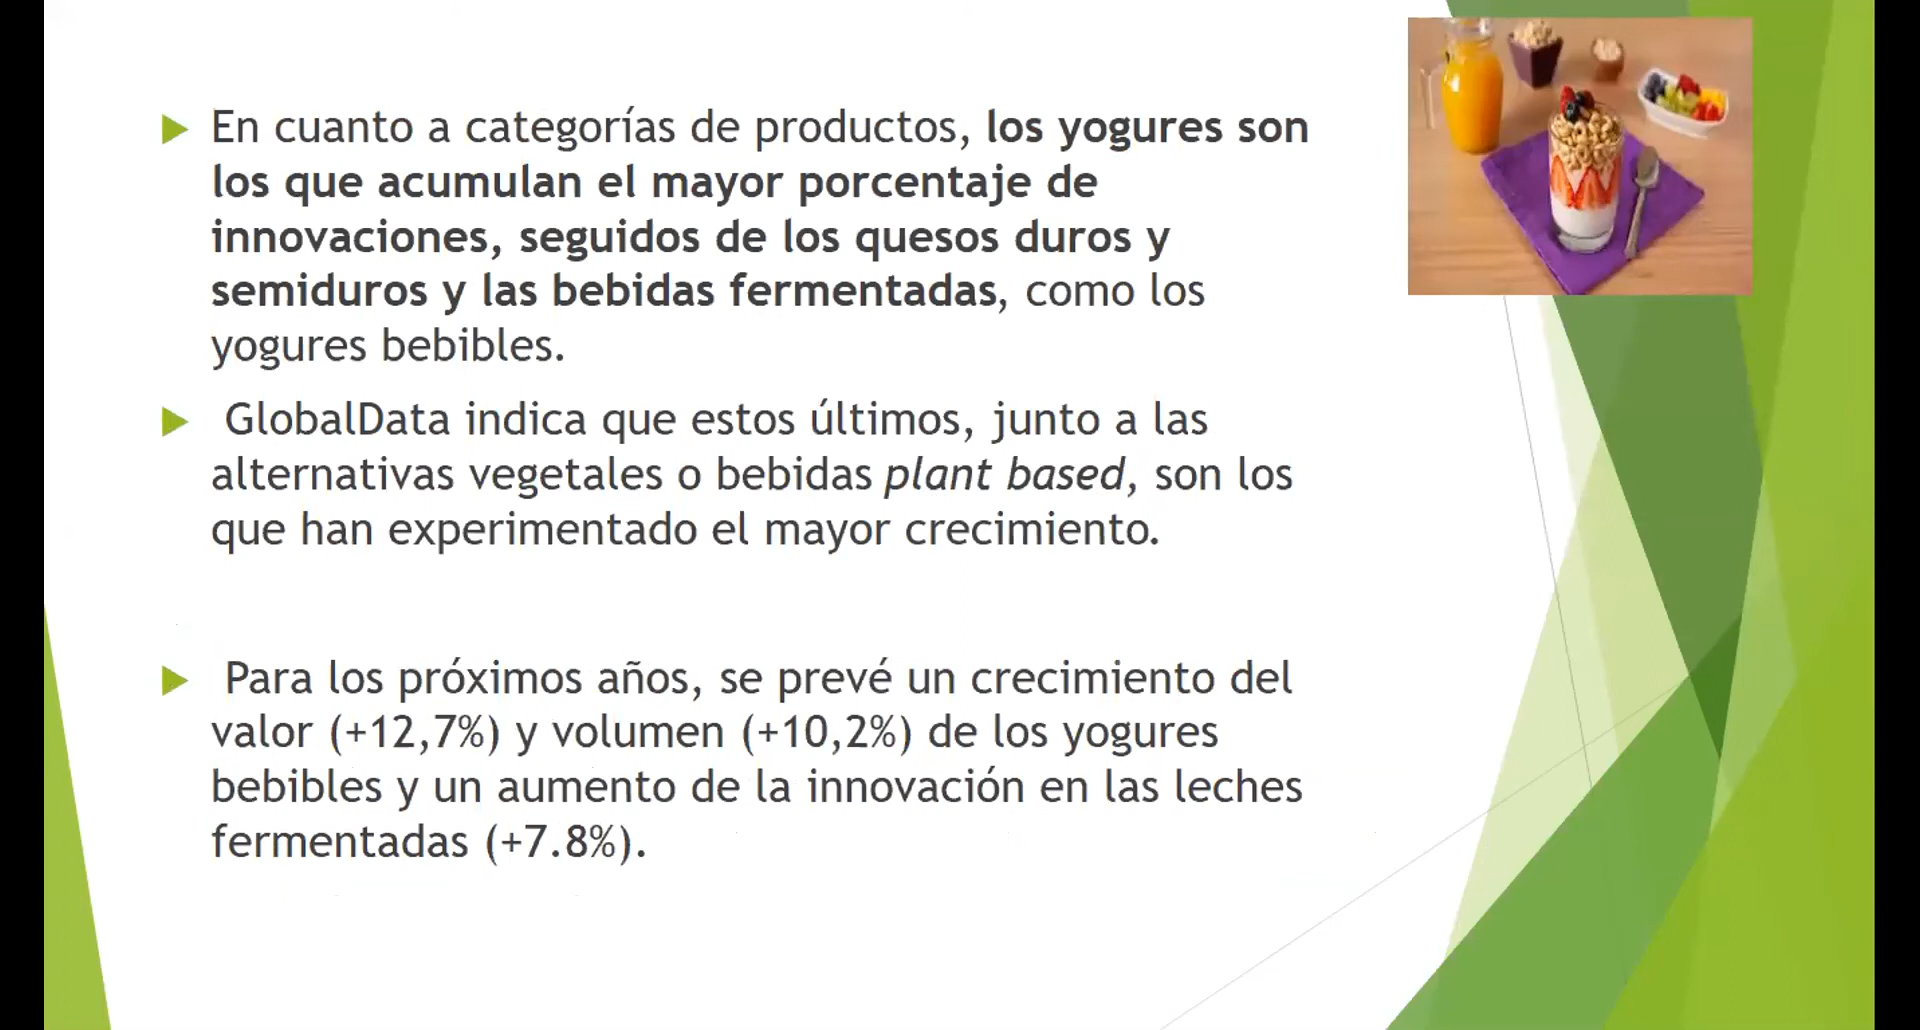 En cuanto a categorías de productos, los yogures son
los que acumulan el mayor porcentaje de
innovaciones, seguidos de los quesos duros y
semiduros y las bebidas fermentadas, como los
yogures bebibles.
GlobalData indica que estos últimos, junto a las
alternativas vegetales o bebidas plant based, son los
que han experimentado el mayor crecimiento.
Para los próximos años, se prevé un crecimiento del
valor (+12,7%) y volumen (+10,2%) de los yogures
bebibles y un aumento de la innovación en las leches
fermentadas (+7.8%).